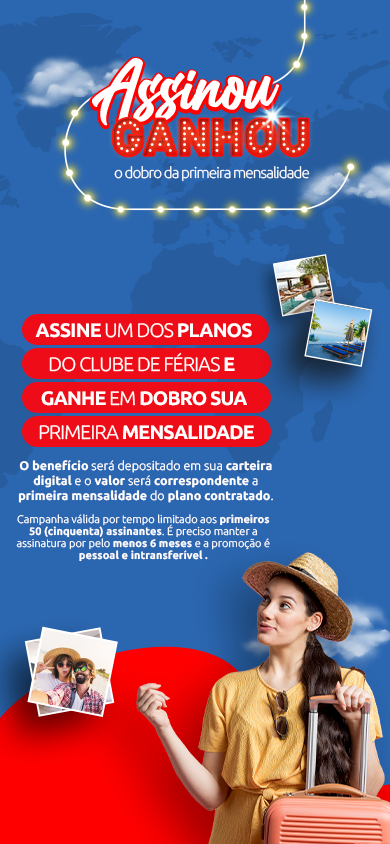 Assinou
GANHOU
o dobro da primeira mensalidade
ASSINE UM DOS PLANOS
DO CLUBE DE FÉRIAS E
GANHE EM DOBRO SUA
PRIMEIRA MENSALIDADE
O benefício será depositado em sua carteira
digital e o valor será correspondente a
primeira mensalidade do plano contratado.
Campanha válida por tempo limitado aos primeiros
50 (cinquenta) assinantes. É preciso manter a
assinatura por pelo menos 6 meses e a promoção é
pessoal e intransferível .